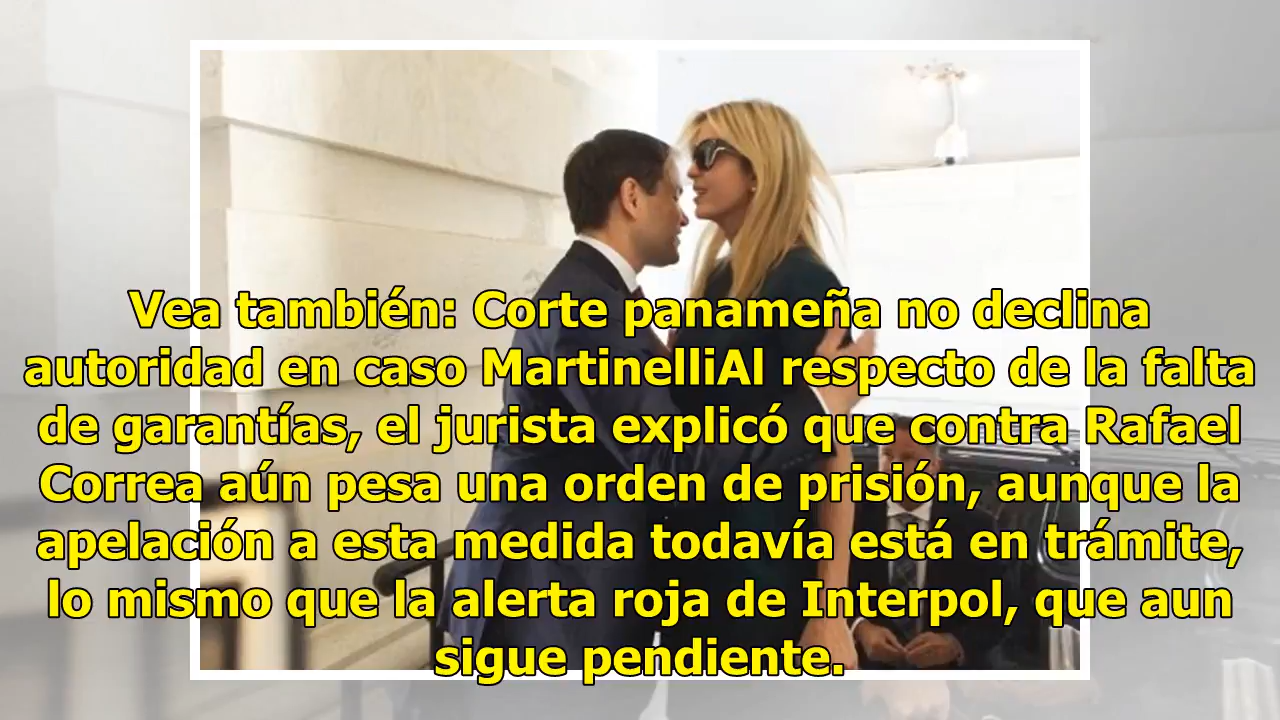 Vea también: Corte panameña no declina
autoridad en caso MartinelliAl respecto de la falta
de garantías, el jurista explicó que contra Rafael
Correa aún pesa una orden de prisión, aunque la
apelación a esta medida todavía está en trámite,
lo mismo que la alerta roja de Interpol, que aun
sigue pendiente.